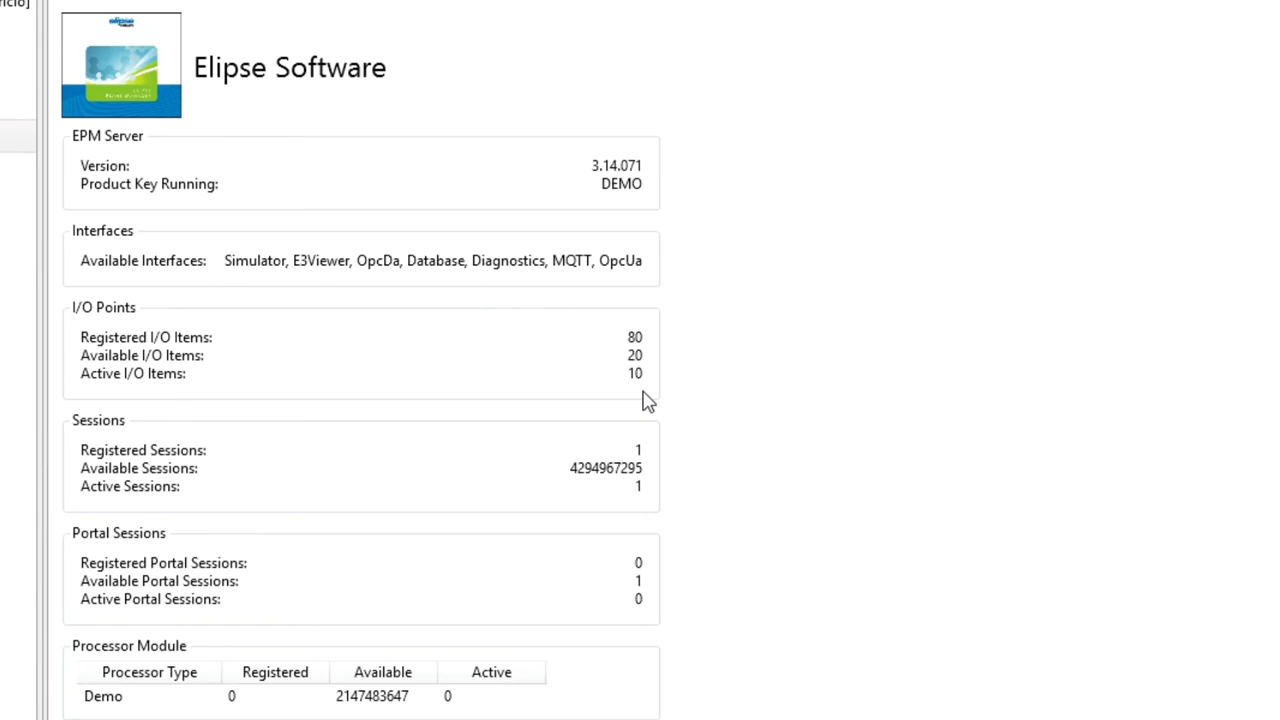 ricio]
elipse
Elipse Software
EPM Server
Version: 3.14.071
Product Key Running: DEMO
Interfaces
Available Interfaces: Simulator, E3Viewer, OpcDa, Database, Diagnostics, MQTT, OpcUa
I/O Points
Registered I/O Items: 80
Available I/O Items: 20
Active I/O Items: 10
Sessions
Registered Sessions: 1
Available Sessions: 4294967295
Active Sessions: 1
Portal Sessions
Registered Portal Sessions: 0
Available Portal Sessions: 1
Active Portal Sessions: 0
Processor Module
Processor Type Registered Available Active
Demo 0 2147483647 0